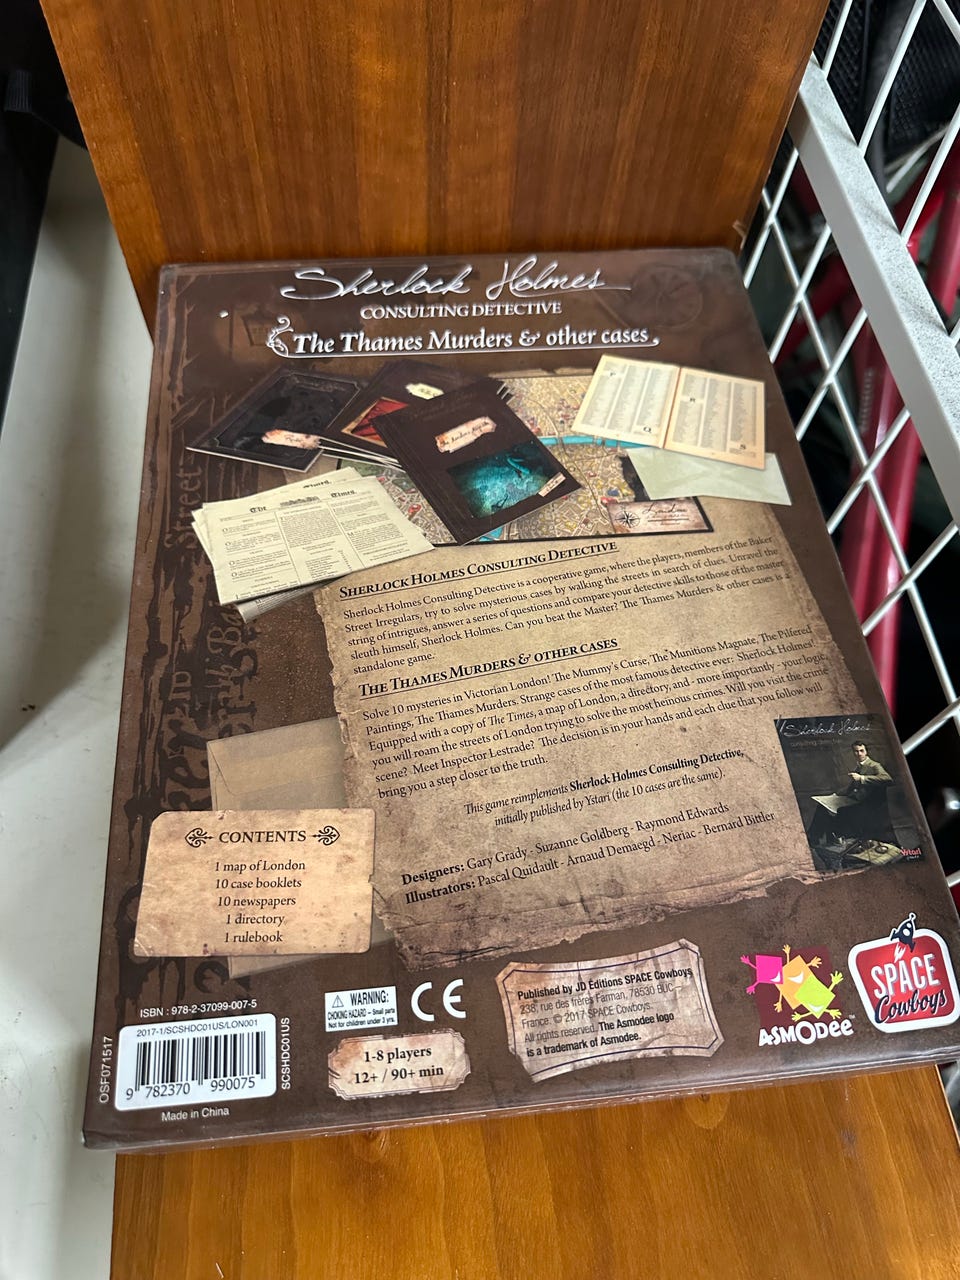 Sherlock Holmes
CONSULTING DETECTIVE
The Thames Murders & other cases
The Times
SHERLOCK HOLMES CONSULTING DETECTIVE
Sherlock Holmes Consulting Detective is a cooperative game, where the players, members of the Baker
Street Irregulars, try to solve mysterious cases by walking the streets in search of clues. Unravel the
string of intrigues, answer a series of questions and compare your detective skills to those of the master
sleuth himself, Sherlock Holmes. Can you beat the Master? The Thames Murders & other cases is a
standalone game.
THE THAMES MURDERS & OTHER CASES
Solve 10 mysteries in Victorian London! The Mummy's Curse, The Munitions Magnate, The Pilfered
Paintings, The Thames Murders. Strange cases of the most famous detective ever: Sherlock Holmes!
Equipped with a copy of The Times, a map of London, a directory, and - more importantly - your logic,
you will roam the streets of London trying to solve the most heinous crimes. Will you visit the crime
scene? Meet Inspector Lestrade? The decision is in your hands and each clue that you follow will
bring you a step closer to the truth.
This game reimplements Sherlock Holmes Consulting Detective,
initially published by Ystari (the 10 cases are the same).
Sherlock Holmes
consulting detective
Ystari
Designers: Gary Grady - Suzanne Goldberg - Raymond Edwards
Illustrators: Pascal Quidault - Arnaud Demaegd - Neriac - Bernard Bittler
CONTENTS
1 map of London
10 case booklets
10 newspapers
1 directory
1 rulebook
ISBN : 978-2-37099-007-5
2017-1/SCSHDC01US/LON001
9 782370 990075
OSF071517
SCSHDC01US
Made in China
WARNING:
CHOKING HAZARD — Small parts
Not for children under 3 yrs.
CE
1-8 players
12+ / 90+ min
Published by JD Editions SPACE Cowboys
238, rue des frères Farman, 78530 BUC –
France. © 2017 SPACE Cowboys.
All rights reserved. The Asmodee logo
is a trademark of Asmodee.
ASMODee™
SPACE
Cowboys